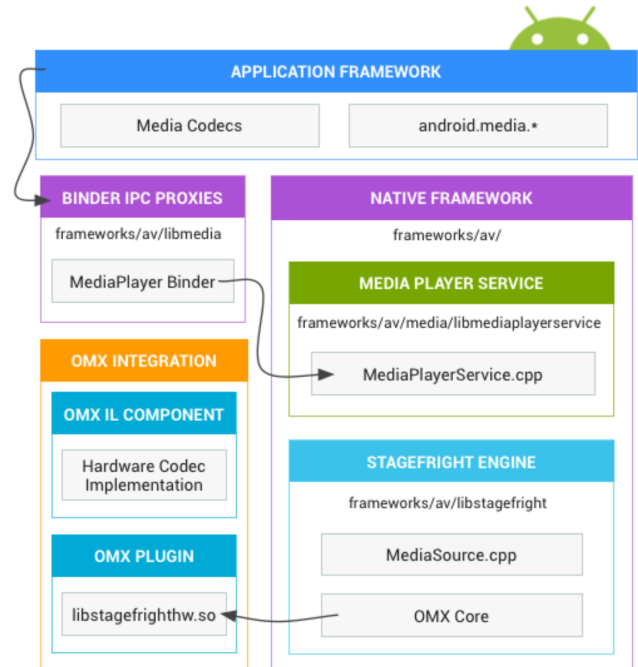 APPLICATION FRAMEWORK
Media Codecs
android.media.*
BINDER IPC PROXIES
frameworks/av/libmedia
MediaPlayer Binder
NATIVE FRAMEWORK
frameworks/av/
MEDIA PLAYER SERVICE
frameworks/av/media/libmediaplayerservice
MediaPlayerService.cpp
OMX INTEGRATION
OMX IL COMPONENT
Hardware Codec
Implementation
OMX PLUGIN
libstagefrighthw.so
STAGEFRIGHT ENGINE
frameworks/av/libstagefright
MediaSource.cpp
OMX Core